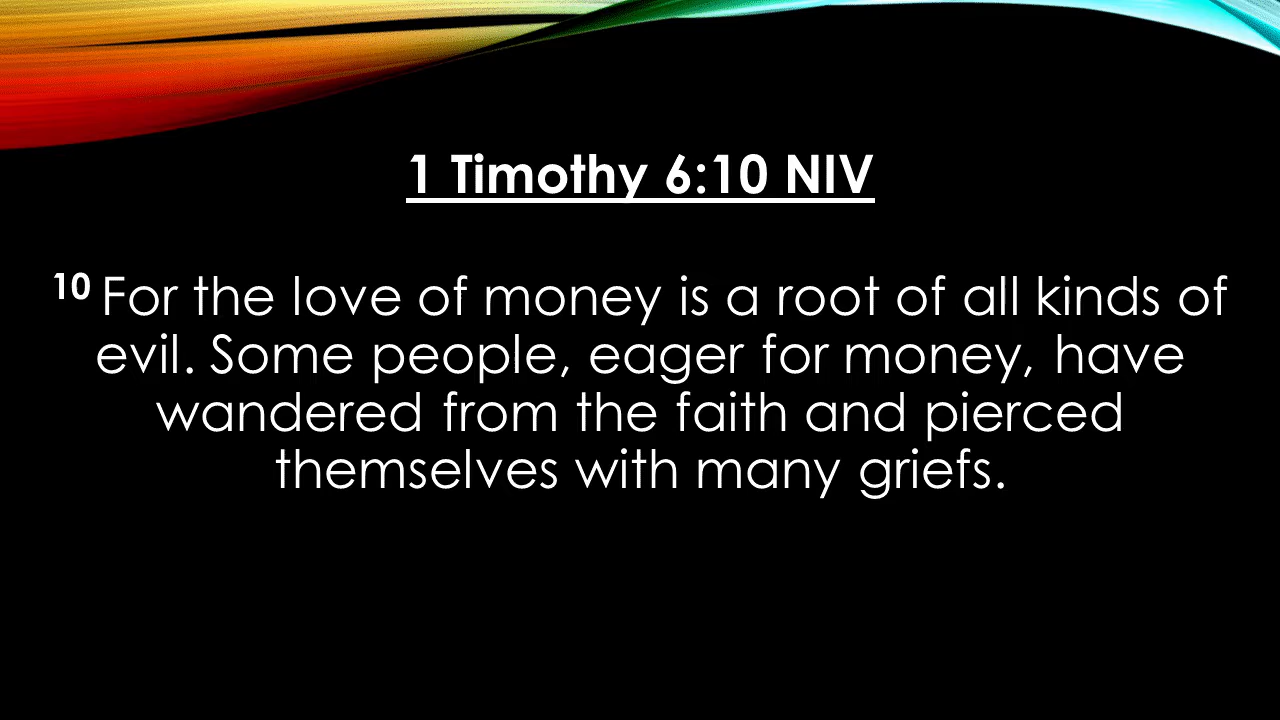 1 Timothy 6:10 NIV
10 For the love of money is a root of all kinds of
evil. Some people, eager for money, have
wandered from the faith and pierced
themselves with many griefs.